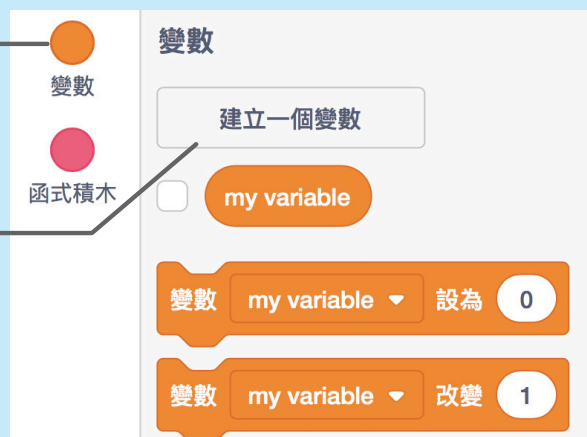 變數
函式積木
變數
建立一個變數
my variable
變數 my variable 設為 0
變數 my variable 改變 1